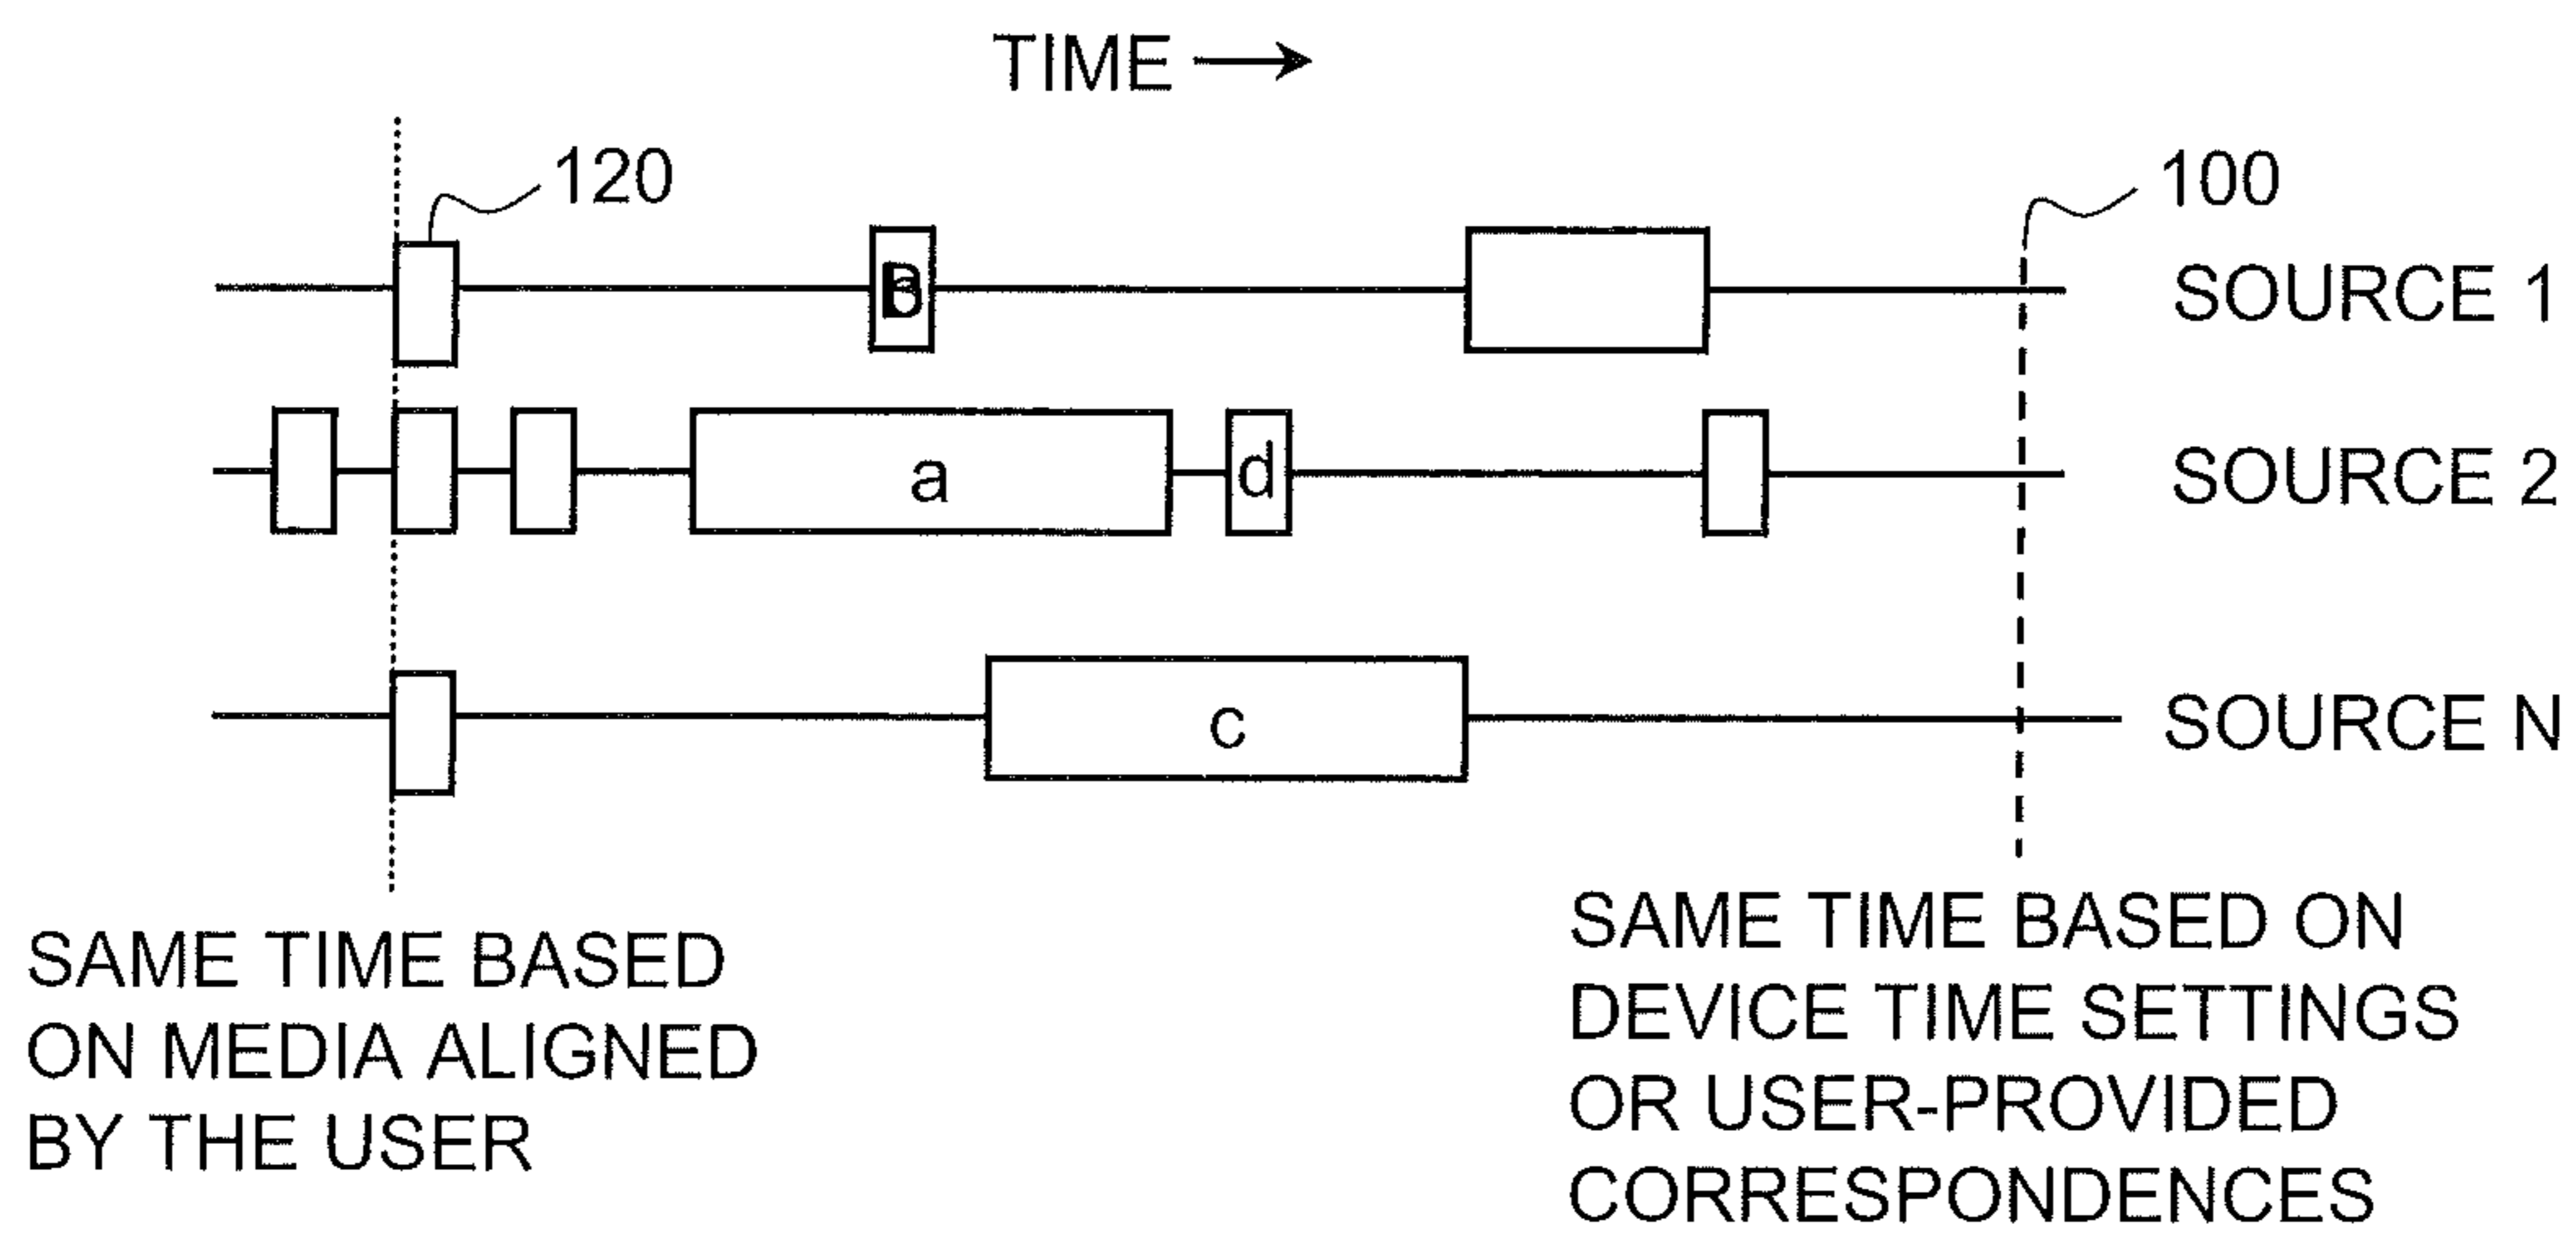 TIME
120
100
SOURCE 1
a
d
SOURCE 2
c
SOURCE N
SAME TIME BASED
ON MEDIA ALIGNED
BY THE USER
SAME TIME BASED ON
DEVICE TIME SETTINGS
OR USER-PROVIDED
CORRESPONDENCES